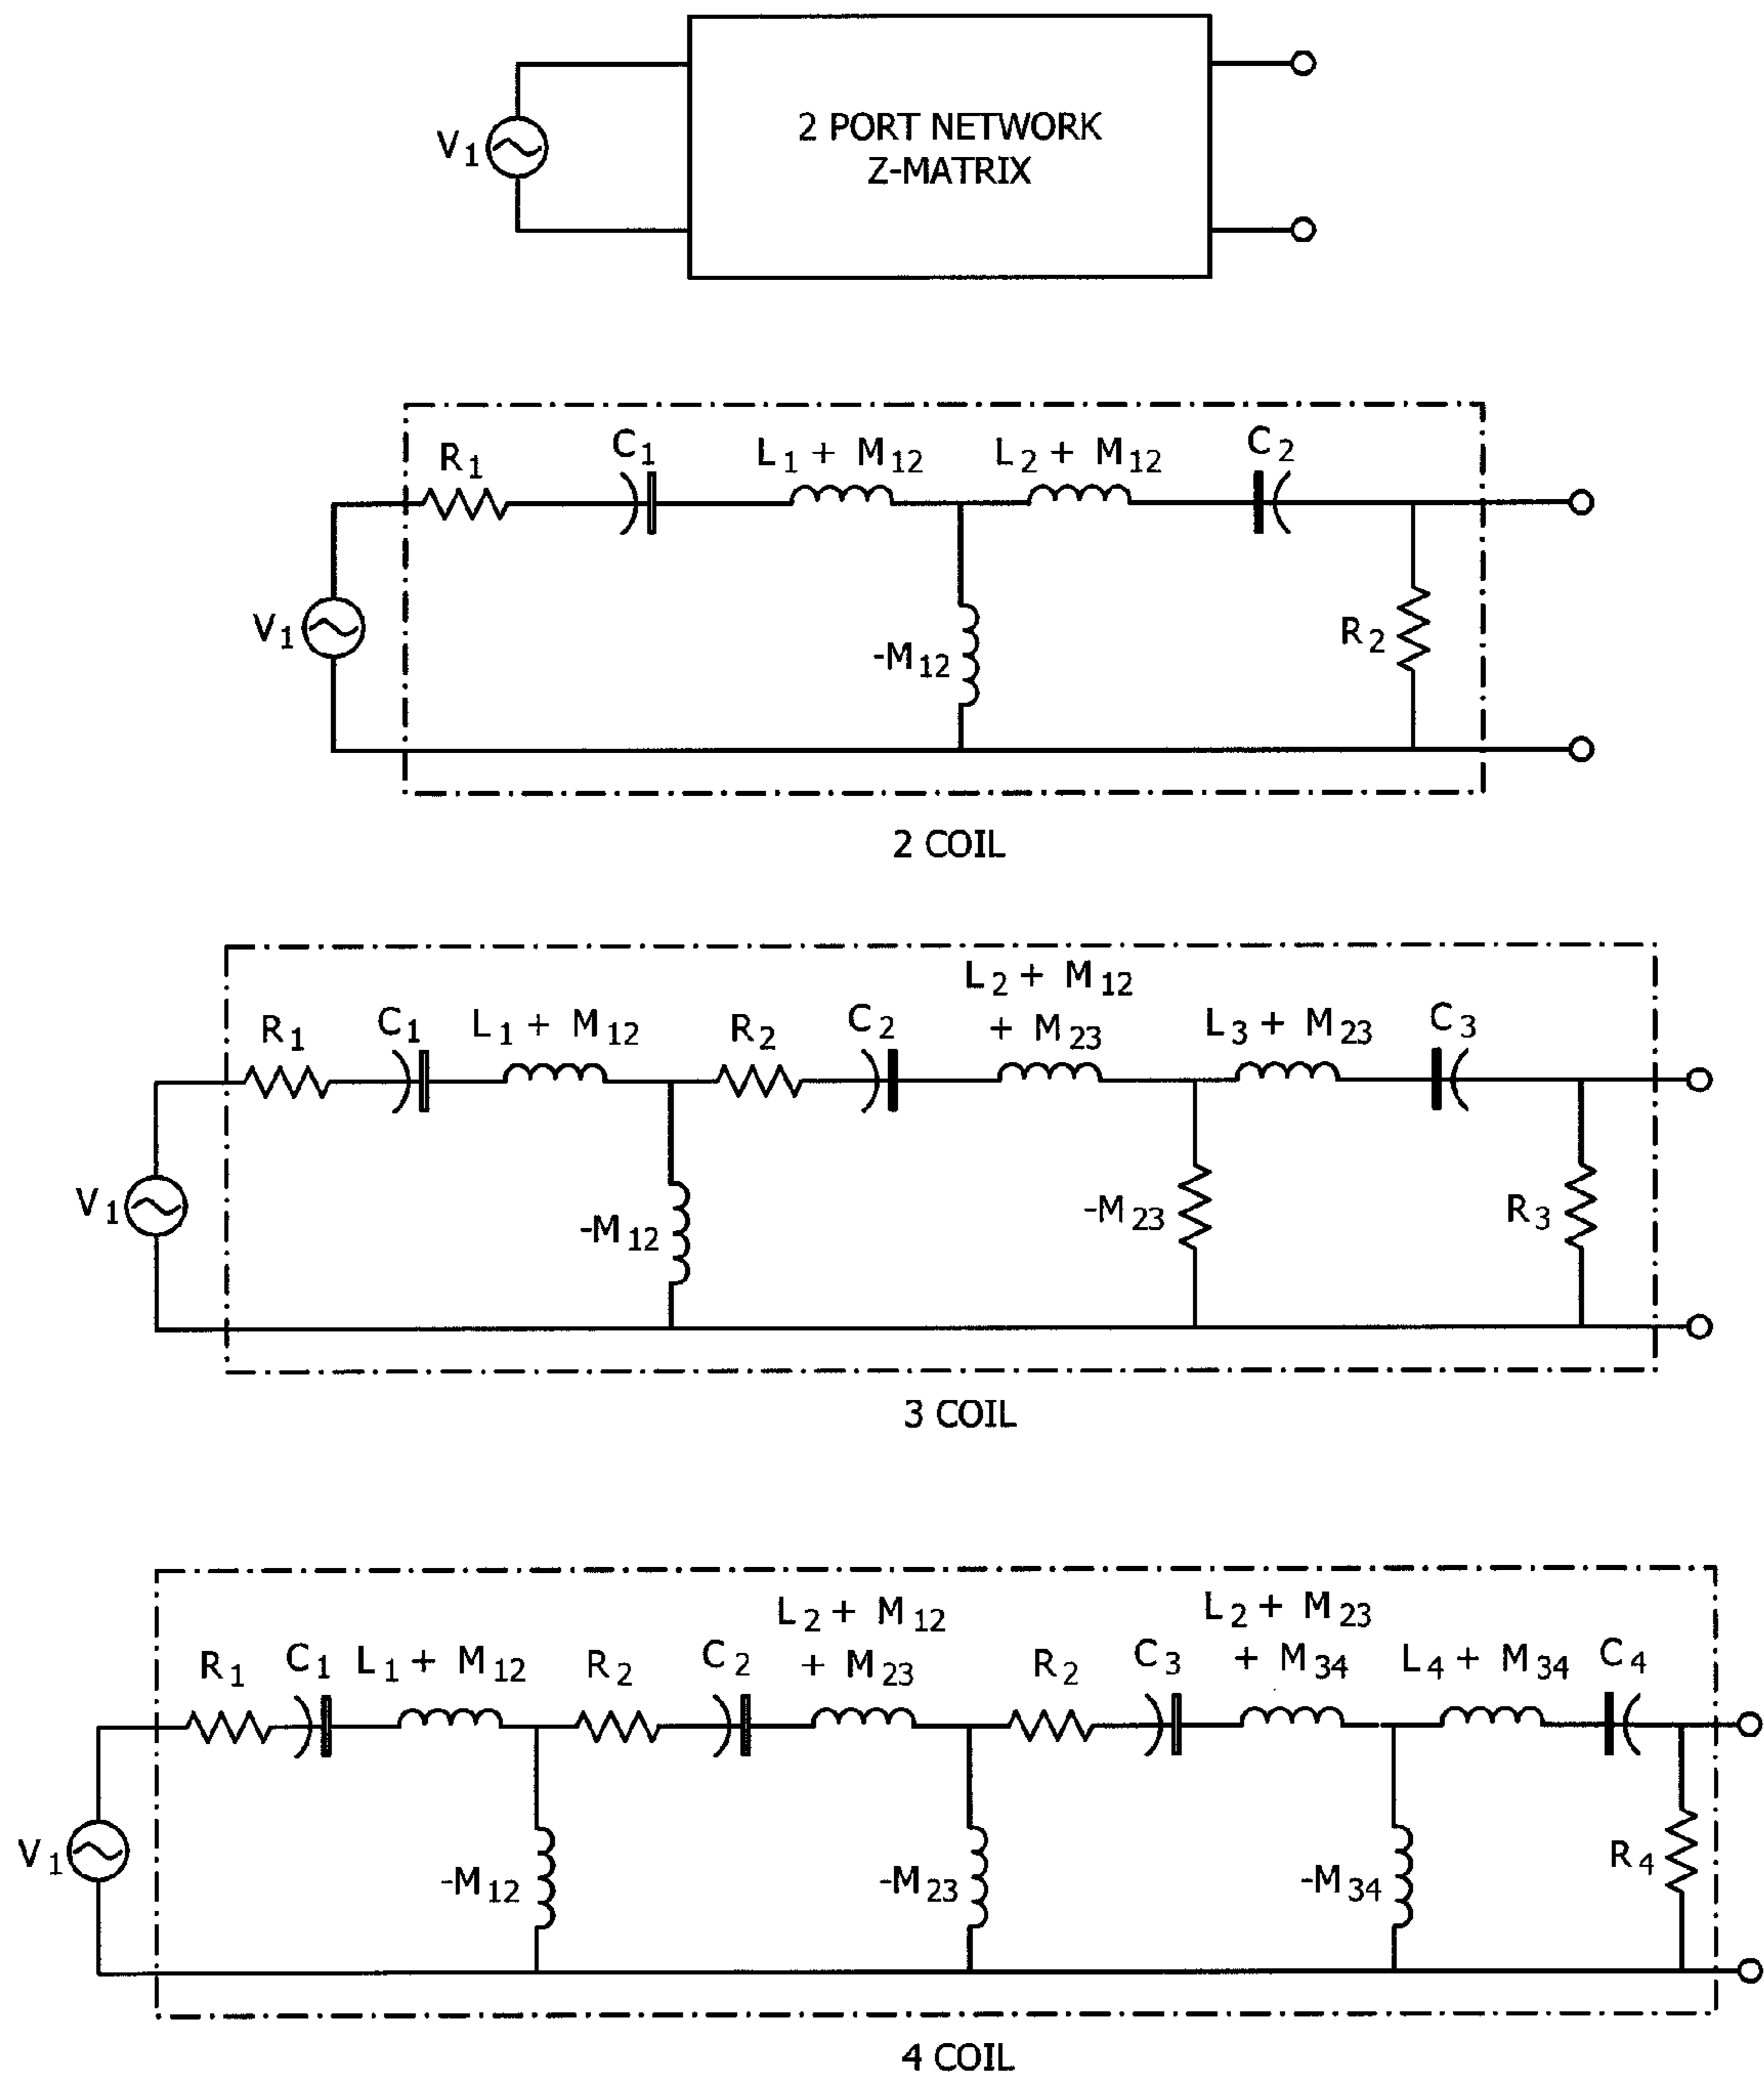 2 PORT NETWORK
Z-MATRIX
V1
R1
C1
L1 + M12
L2 + M12
C2
V1
-M12
R2
2 COIL
L2 + M12
+ M23
R1
C1
L1 + M12
R2
C2
L3 + M23
C3
V1
-M12
-M23
R3
3 COIL
L2 + M12
+ M23
L2 + M23
+ M34
R1
C1
L1 + M12
R2
C2
R2
C3
L4 + M34
C4
V1
-M12
-M23
-M34
R4
4 COIL